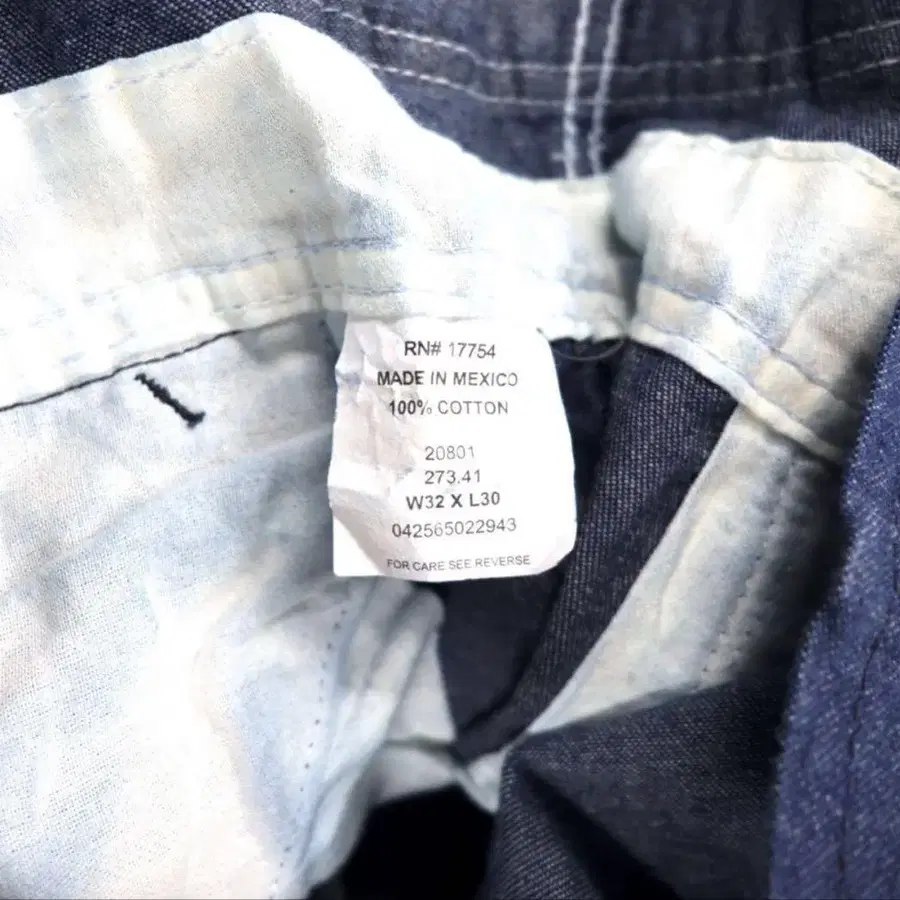 RN# 17754
MADE IN MEXICO
100% COTTON
20801
273.41
W32 X L30
042565022943
FOR CARE SEE REVERSE